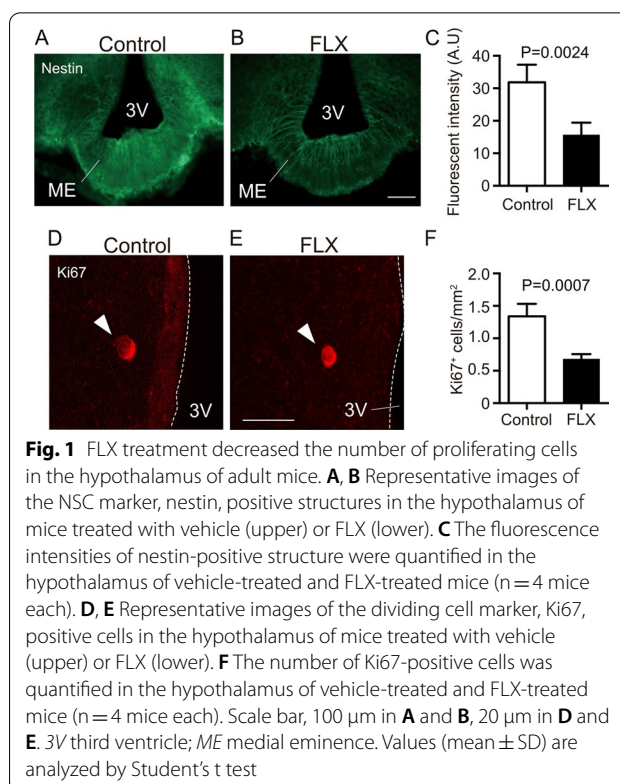 A Control
B FLX
C
Nestin
3V
ME
3V
ME
Fluorescent intensity (A.U)
P=0.0024
40
30
20
10
0
Control FLX
D Control
E FLX
F
Ki67
3V
3V
Ki67⁺ cells/mm²
P=0.0007
2.0
1.5
1.0
0.5
0
Control FLX
Fig. 1 FLX treatment decreased the number of proliferating cells
in the hypothalamus of adult mice. A, B Representative images of
the NSC marker, nestin, positive structures in the hypothalamus of
mice treated with vehicle (upper) or FLX (lower). C The fluorescence
intensities of nestin-positive structure were quantified in the
hypothalamus of vehicle-treated and FLX-treated mice (n = 4 mice
each). D, E Representative images of the dividing cell marker, Ki67,
positive cells in the hypothalamus of mice treated with vehicle
(upper) or FLX (lower). F The number of Ki67-positive cells was
quantified in the hypothalamus of vehicle-treated and FLX-treated
mice (n = 4 mice each). Scale bar, 100 μm in A and B, 20 μm in D and
E. 3V third ventricle; ME medial eminence. Values (mean ± SD) are
analyzed by Student's t test